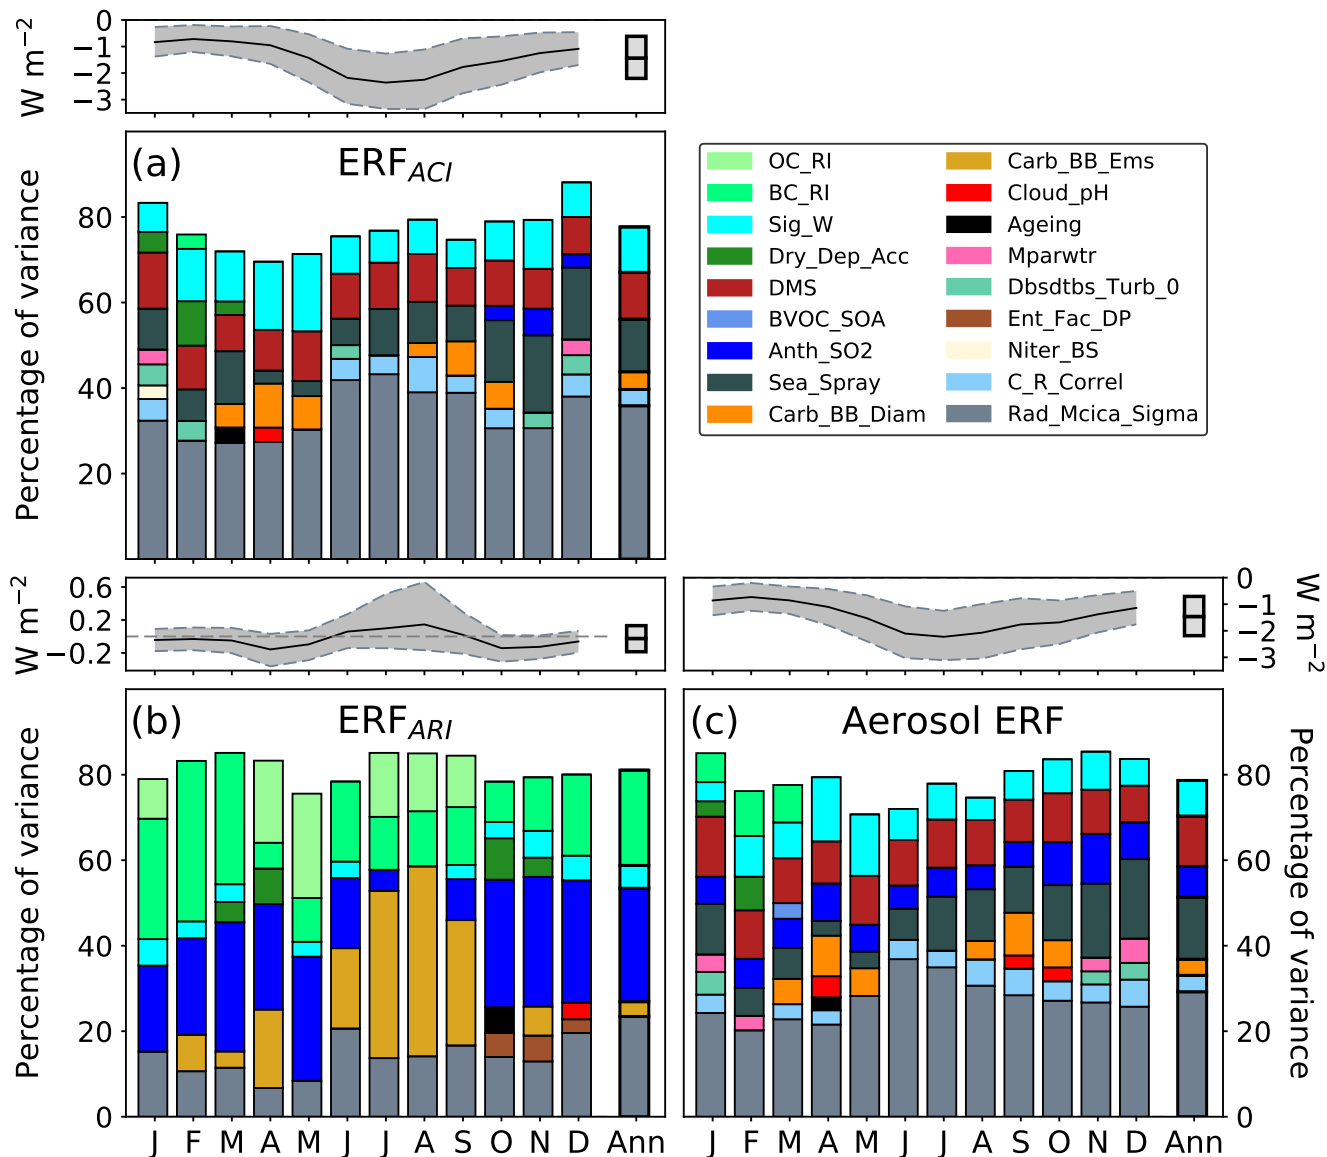 0
−1
−2
−3
W m−2
(a) ERFACI
80
60
40
20
Percentage of variance
OC_RI
BC_RI
Sig_W
Dry_Dep_Acc
DMS
BVOC_SOA
Anth_SO2
Sea_Spray
Carb_BB_Diam
Carb_BB_Ems
Cloud_pH
Ageing
Mparwtr
Dbsdtbs_Turb_0
Ent_Fac_DP
Niter_BS
C_R_Correl
Rad_Mcica_Sigma
0.6
0.2
−0.2
W m−2
0
−1
−2
−3
W m−2
(b) ERFARI
80
60
40
20
0
Percentage of variance
J F M A M J J A S O N D Ann
(c) Aerosol ERF
80
60
40
20
0
Percentage of variance
J F M A M J J A S O N D Ann